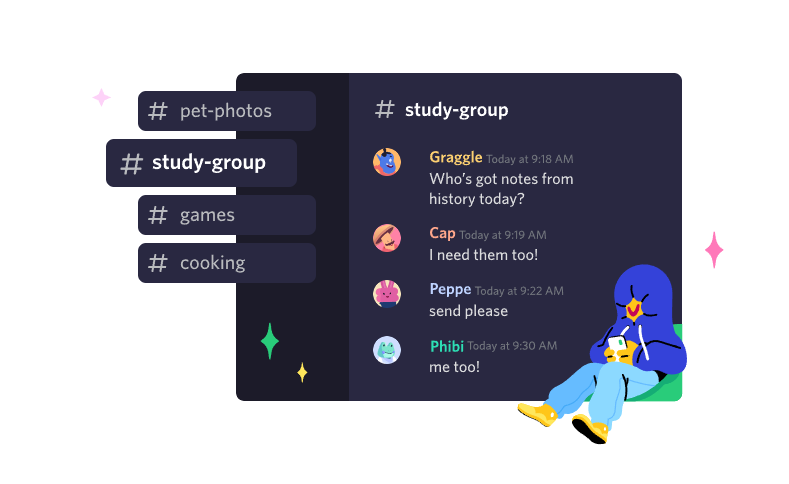 # pet-photos
# study-group
# games
# cooking
# study-group
Graggle Today at 9:18 AM
Who's got notes from
history today?
Cap Today at 9:19 AM
I need them too!
Peppe Today at 9:22 AM
send please
Phibi Today at 9:30 AM
me too!